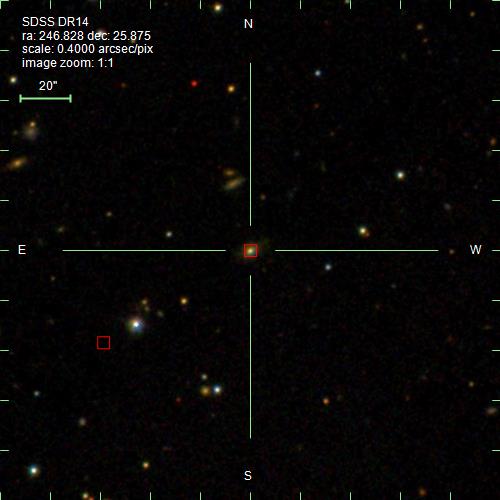 SDSS DR14
ra: 246.828 dec: 25.875
scale: 0.4000 arcsec/pix
image zoom: 1:1
20"
N
E
W
S